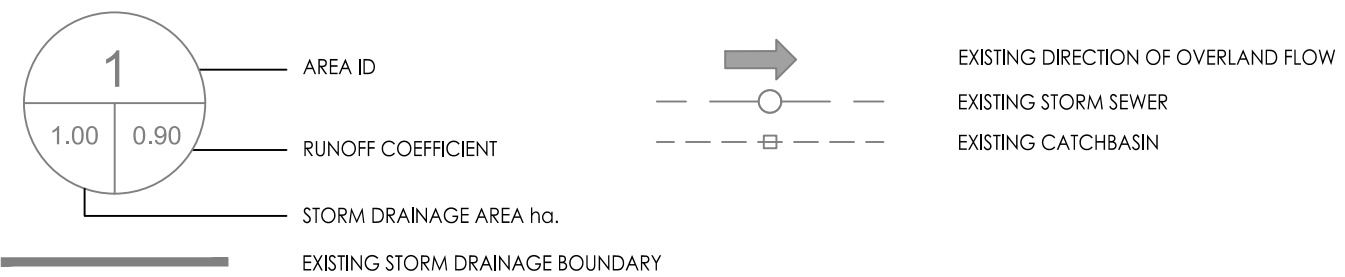 1
1.00 0.90
AREA ID
RUNOFF COEFFICIENT
STORM DRAINAGE AREA ha.
EXISTING STORM DRAINAGE BOUNDARY
EXISTING DIRECTION OF OVERLAND FLOW
EXISTING STORM SEWER
EXISTING CATCHBASIN